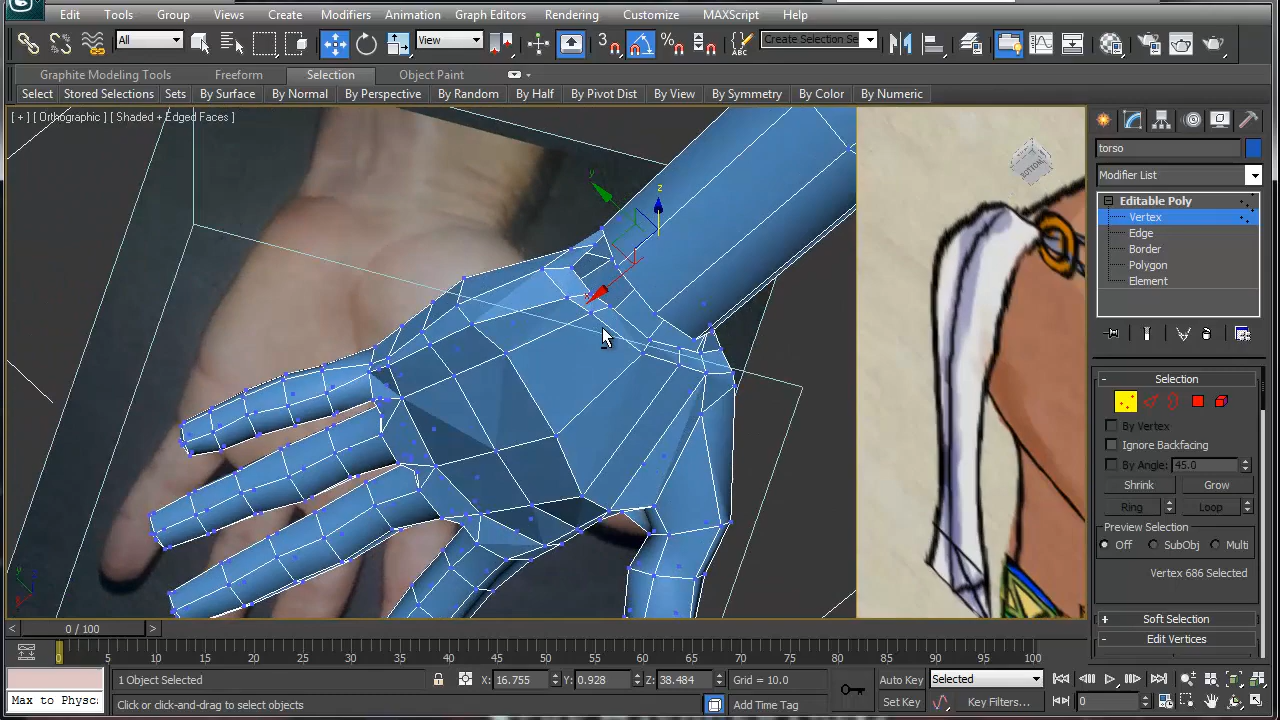 Edit Tools Group Views Create Modifiers Animation Graph Editors Rendering Customize MAXScript Help
All View 3 Create Selection Se
Graphite Modeling Tools Freeform Selection Object Paint
Select Stored Selections Sets By Surface By Normal By Perspective By Random By Half By Pivot Dist By View By Symmetry By Color By Numeric
[ + ] [ Orthographic ] [ Shaded + Edged Faces ]
z
y
BOTTOM
torso
Modifier List
Editable Poly
Vertex
Edge
Border
Polygon
Element
- Selection
By Vertex
Ignore Backfacing
By Angle: 45.0
Shrink Grow
Ring Loop
Preview Selection
Off SubObj Multi
Vertex 686 Selected
+ Soft Selection
- Edit Vertices
< 0 / 100 >
0 5 10 15 20 25 30 35 40 45 50 55 60 65 70 75 80 85 90 95 100
1 Object Selected X: 16.755 Y: 0.928 Z: 38.484 Grid = 10.0 Auto Key Selected
Max to Physc Click or click-and-drag to select objects Add Time Tag Set Key Key Filters... 0